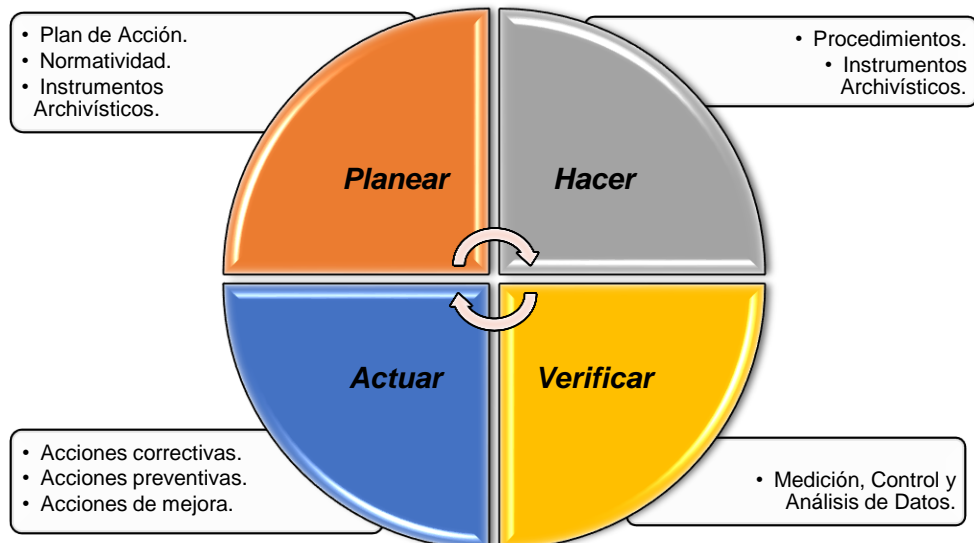 • Plan de Acción.
• Normatividad.
• Instrumentos
Archivísticos.
• Procedimientos.
• Instrumentos
Archivísticos.
Planear
Hacer
Actuar
Verificar
• Acciones correctivas.
• Acciones preventivas.
• Acciones de mejora.
• Medición, Control y
Análisis de Datos.